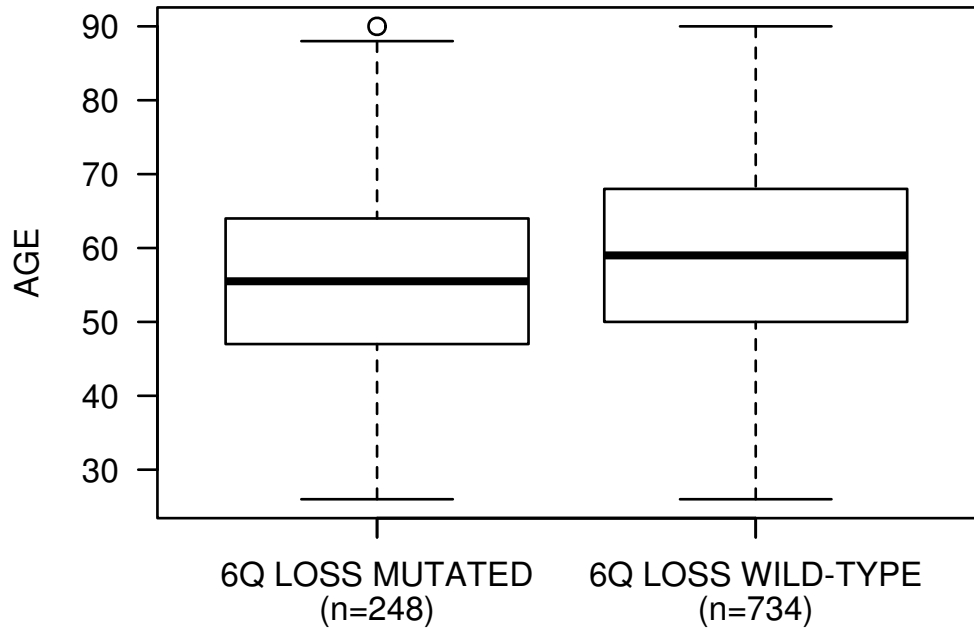 90
80
70
60
50
40
30
AGE
6Q LOSS MUTATED
(n=248)
6Q LOSS WILD-TYPE
(n=734)